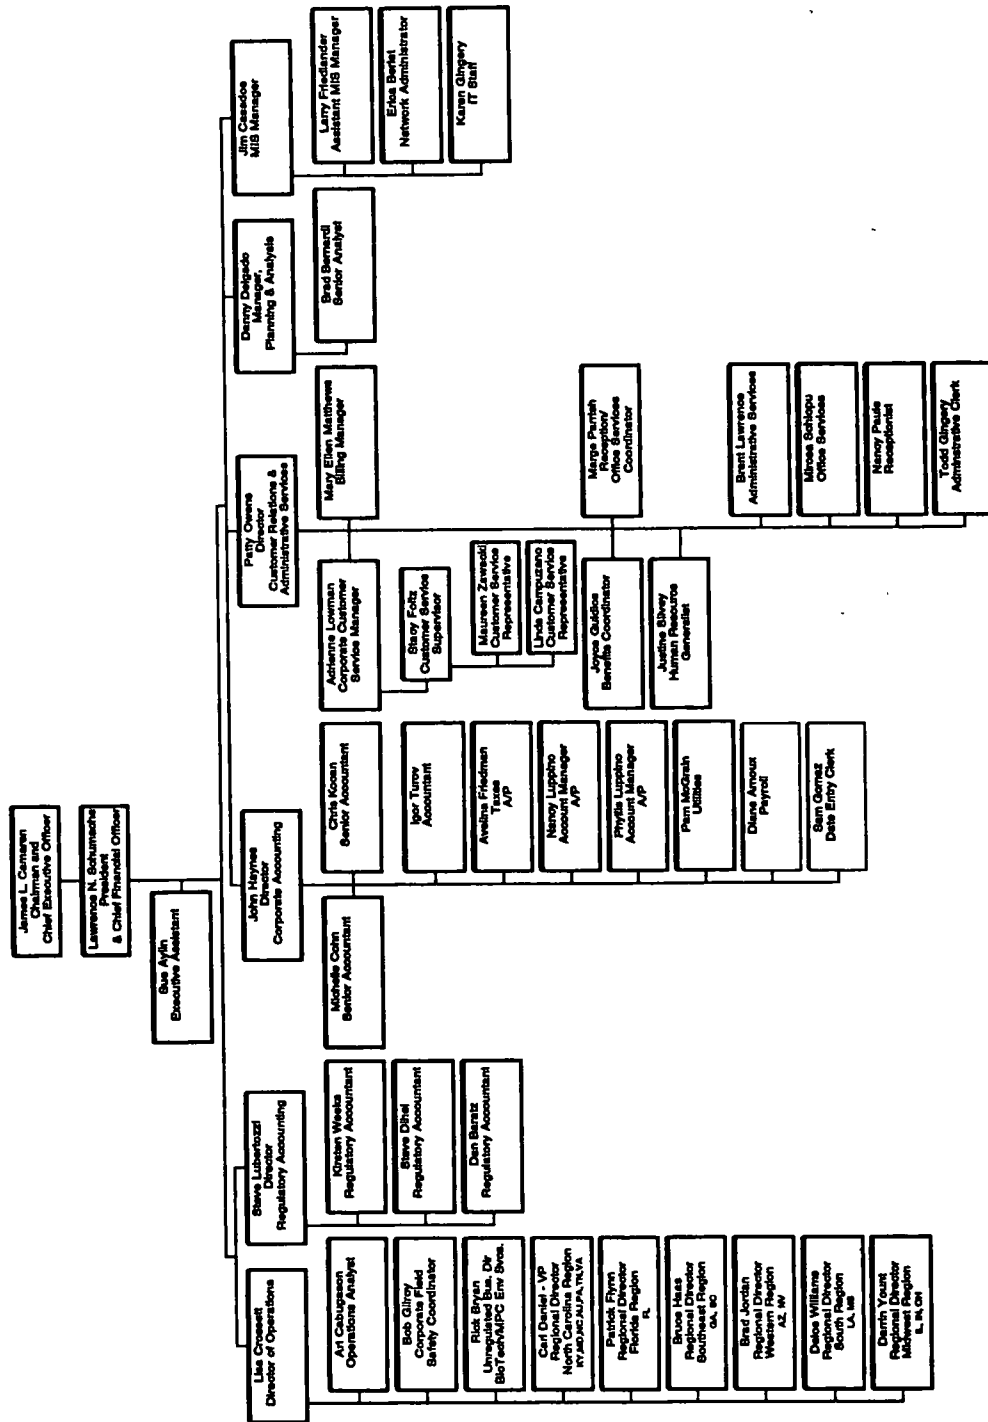 James L. Camaren
Chairman and
Chief Executive Officer
Lawrence N. Schumacher
President
& Chief Financial Officer
Sue Aylin
Executive Assistant
Lisa Crossett
Director of Operations
Art Cabugason
Operations Analyst
Bob Gilroy
Corporate Field
Safety Coordinator
Rick Bryan
Unregulated Bus. Dir
BioTech/MPC Env Svcs.
Carl Daniel - VP
Regional Director
North Carolina Region
Patrick Flynn
Regional Director
Florida Region
FL
Bruce Haas
Regional Director
Southeast Region
GA, SC
Brad Jordan
Regional Director
Western Region
AZ, NV
Regional Director
South Region
LA, MS
Darrin Yount
Regional Director
Midwest Region
IL, IN, OH
Steve Lubertozzi
Director
Regulatory Accounting
Kirsten Weeks
Regulatory Accountant
Steve Dihel
Regulatory Accountant
Dan Baratz
Regulatory Accountant
John Haynes
Director
Corporate Accounting
Michelle Cohn
Senior Accountant
Chris Kocan
Senior Accountant
Igor Turov
Accountant
Avelina Friedman
Taxes
A/P
Nancy Luppino
Account Manager
A/P
Phyllis Luppino
Account Manager
A/P
Pam McGrain
Utilities
Diane Arnoux
Payroll
Sam Gomez
Date Entry Clerk
Patty Owens
Director
Customer Relations &
Administrative Services
Adrienne Lowman
Corporate Customer
Service Manager
Mary Ellen Matthews
Billing Manager
Stacy Foltz
Customer Service
Supervisor
Maureen Zawacki
Customer Service
Representative
Linda Campuzano
Customer Service
Representative
Joyce Guidios
Benefits Coordinator
Marge Parrish
Reception/
Office Services
Coordinator
Justine Silvey
Human Resource
Generalist
Brent Lawrence
Administrative Services
Mircea Schiopu
Office Services
Nancy Paule
Receptionist
Todd Gingery
Adminstrative Clerk
Danny Delgado
Manager,
Planning & Analysis
Brad Bernardi
Senior Analyst
Jim Casados
MIS Manager
Larry Friedlander
Assistant MIS Manager
Erica Berlet
Network Administrator
Karen Gingery
IT Staff